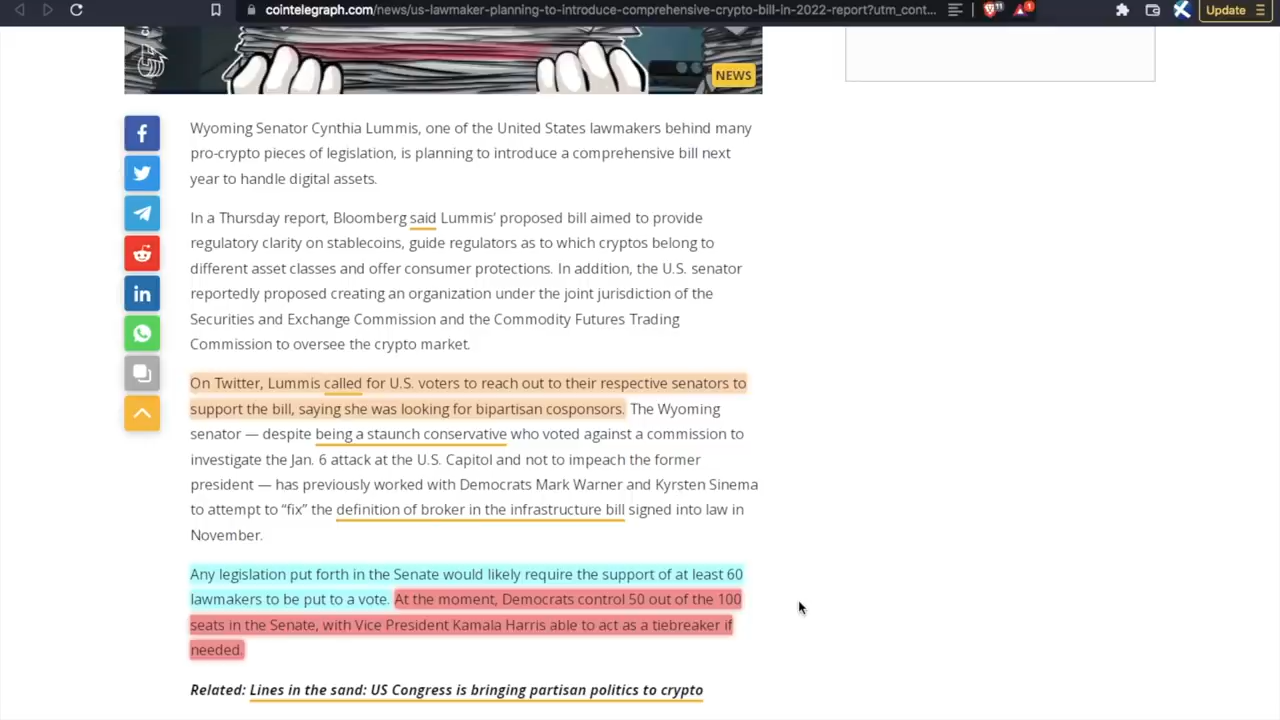 cointelegraph.com/news/us-lawmaker-planning-to-introduce-comprehensive-crypto-bill-in-2022-report?utm_cont...
11
1
Update
NEWS
Wyoming Senator Cynthia Lummis, one of the United States lawmakers behind many
pro-crypto pieces of legislation, is planning to introduce a comprehensive bill next
year to handle digital assets.
In a Thursday report, Bloomberg said Lummis’ proposed bill aimed to provide
regulatory clarity on stablecoins, guide regulators as to which cryptos belong to
different asset classes and offer consumer protections. In addition, the U.S. senator
reportedly proposed creating an organization under the joint jurisdiction of the
Securities and Exchange Commission and the Commodity Futures Trading
Commission to oversee the crypto market.
On Twitter, Lummis called for U.S. voters to reach out to their respective senators to
support the bill, saying she was looking for bipartisan cosponsors. The Wyoming
senator — despite being a staunch conservative who voted against a commission to
investigate the Jan. 6 attack at the U.S. Capitol and not to impeach the former
president — has previously worked with Democrats Mark Warner and Kyrsten Sinema
to attempt to “fix” the definition of broker in the infrastructure bill signed into law in
November.
Any legislation put forth in the Senate would likely require the support of at least 60
lawmakers to be put to a vote. At the moment, Democrats control 50 out of the 100
seats in the Senate, with Vice President Kamala Harris able to act as a tiebreaker if
needed.
Related: Lines in the sand: US Congress is bringing partisan politics to crypto